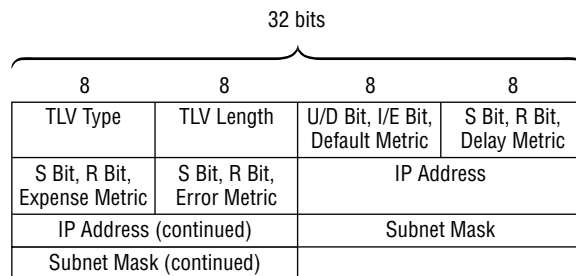 32 bits
8 8 8 8
TLV Type TLV Length U/D Bit, I/E Bit, S Bit, R Bit,
Default Metric Delay Metric
S Bit, R Bit, S Bit, R Bit, IP Address
Expense Metric Error Metric
IP Address (continued) Subnet Mask
Subnet Mask (continued)